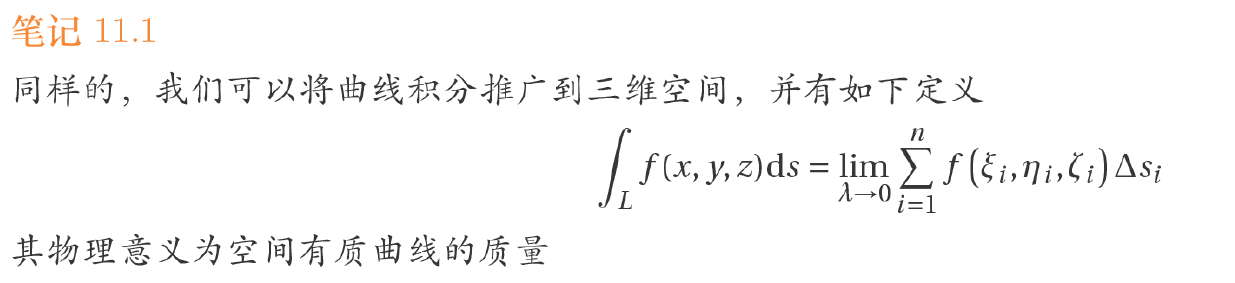 笔记 11.1
同样的，我们可以将曲线积分推广到三维空间，并有如下定义
$$\int_L f(x, y, z)\mathrm{d}s = \lim_{\lambda \to 0} \sum_{i=1}^{n} f\left(\xi_i, \eta_i, \zeta_i\right) \Delta s_i$$
其物理意义为空间有质曲线的质量